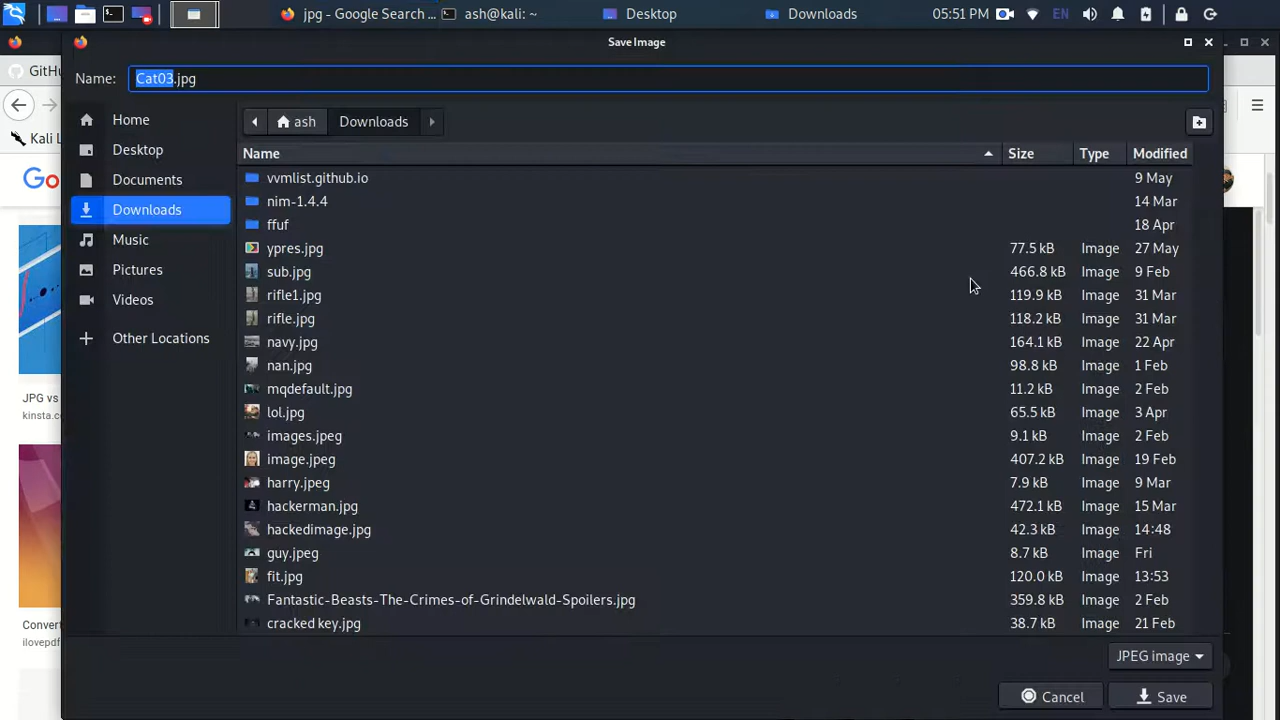 jpg - Google Search ... ash@kali: ~ Desktop Downloads 05:51 PM EN
Save Image
GitHu
Name: Cat03.jpg
ash Downloads
Kali L
Home
Desktop
Documents
Downloads
Music
Pictures
Videos
Other Locations
Name Size Type Modified
vvmlist.github.io 9 May
nim-1.4.4 14 Mar
ffuf 18 Apr
ypres.jpg 77.5 kB Image 27 May
sub.jpg 466.8 kB Image 9 Feb
rifle1.jpg 119.9 kB Image 31 Mar
rifle.jpg 118.2 kB Image 31 Mar
navy.jpg 164.1 kB Image 22 Apr
nan.jpg 98.8 kB Image 1 Feb
mqdefault.jpg 11.2 kB Image 2 Feb
lol.jpg 65.5 kB Image 3 Apr
images.jpeg 9.1 kB Image 2 Feb
image.jpeg 407.2 kB Image 19 Feb
harry.jpeg 7.9 kB Image 9 Mar
hackerman.jpg 472.1 kB Image 15 Mar
hackedimage.jpg 42.3 kB Image 14:48
guy.jpeg 8.7 kB Image Fri
fit.jpg 120.0 kB Image 13:53
Fantastic-Beasts-The-Crimes-of-Grindelwald-Spoilers.jpg 359.8 kB Image 2 Feb
cracked key.jpg 38.7 kB Image 21 Feb
Go
JPG vs
kinsta.co
Convert
ilovepdf
JPEG image
Cancel Save